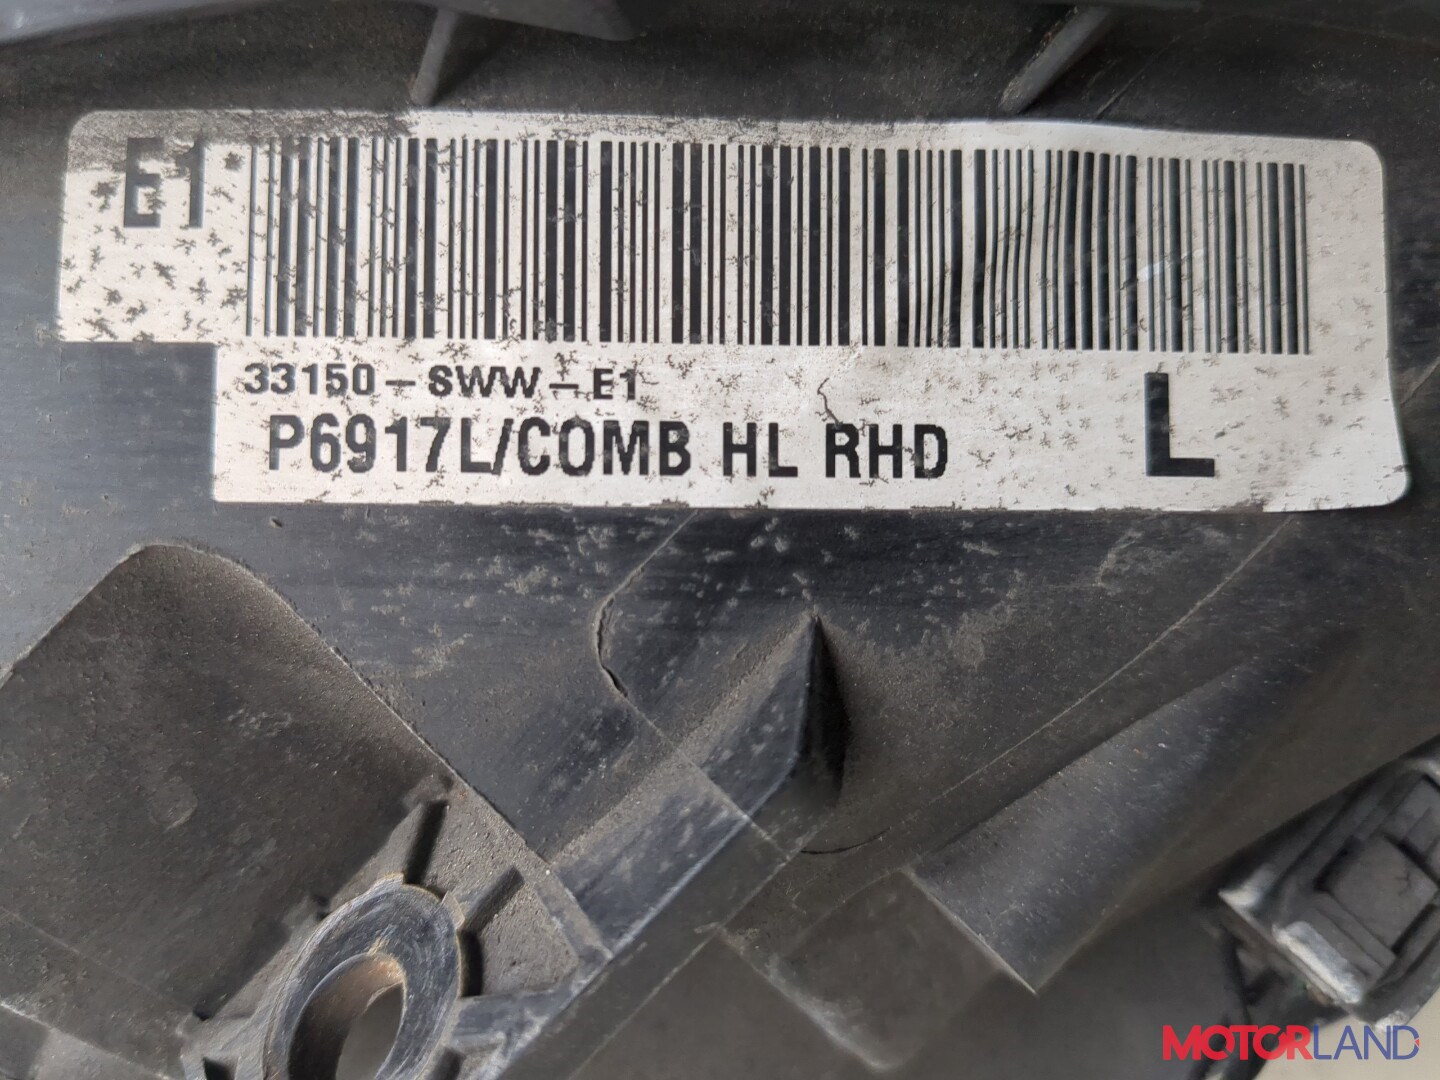 E1
33150-SWW-E1
P6917L/COMB HL RHD
L
MOTORLAND